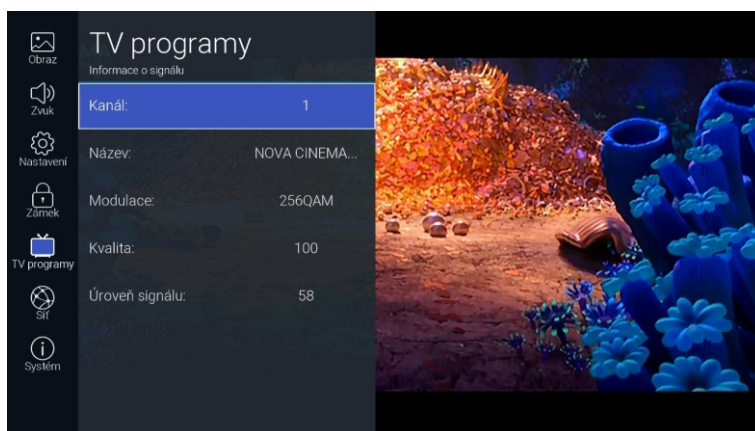 TV programy
Informace o signálu
Obraz
Zvuk
Nastavení
Zámek
TV programy
Síť
Systém
Kanál: 1
Název: NOVA CINEMA...
Modulace: 256QAM
Kvalita: 100
Úroveň signálu: 58